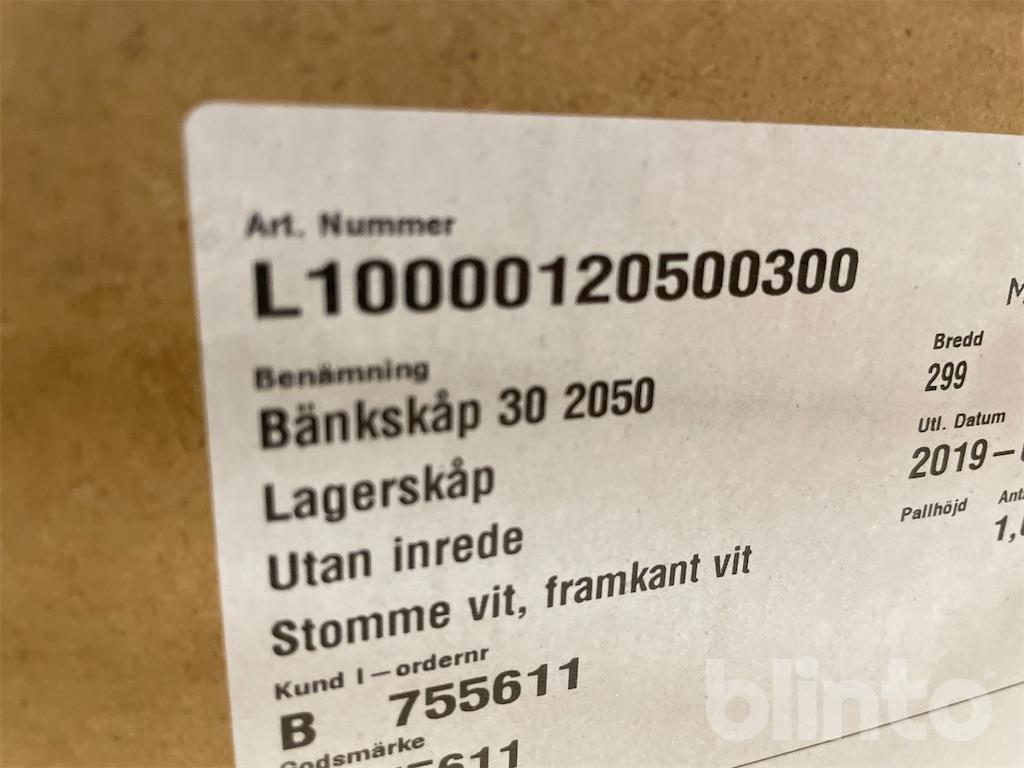 Art. Nummer
L10000120500300
Benämning
Bänkskåp 30 2050
Lagerskåp
Utan inrede
Stomme vit, framkant vit
Kund I-ordernr
B 755611
Godsmärke
Bredd
299
Utl. Datum
2019-
Pallhöjd
blinto